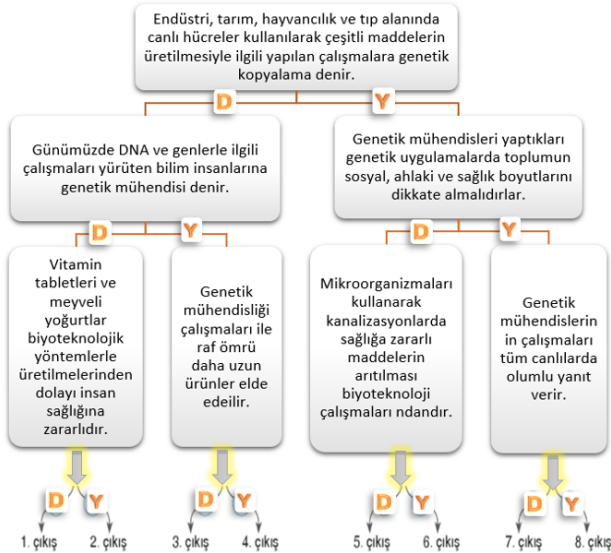 Endüstri, tarım, hayvancılık ve tıp alanında
canlı hücreler kullanılarak çeşitli maddelerin
üretilmesiyle ilgili yapılan çalışmalara genetik
kopyalama denir.
D Y
Günümüzde DNA ve genlerle ilgili
çalışmaları yürüten bilim insanlarına
genetik mühendisi denir.
Genetik mühendisleri yaptıkları
genetik uygulamalarda toplumun
sosyal, ahlaki ve sağlık boyutlarını
dikkate almalıdırlar.
D Y D Y
Vitamin
tabletleri ve
meyveli
yoğurtlar
biyoteknolojik
yöntemlerle
üretilmelerinden
dolayı insan
sağlığına
zararlıdır.
Genetik
mühendisliği
çalışmaları ile
raf ömrü
daha uzun
ürünler elde
edeilir.
Mikroorganizmaları
kullanarak
kanalizasyonlarda
sağlığa zararlı
maddelerin
arıtılması
biyoteknoloji
çalışmaları ndandır.
Genetik
mühendislerin
in çalışmaları
tüm canlılarda
olumlu yanıt
verir.
D Y D Y D Y D Y
1. çıkış 2. çıkış 3. çıkış 4. çıkış 5. çıkış 6. çıkış 7. çıkış 8. çıkış